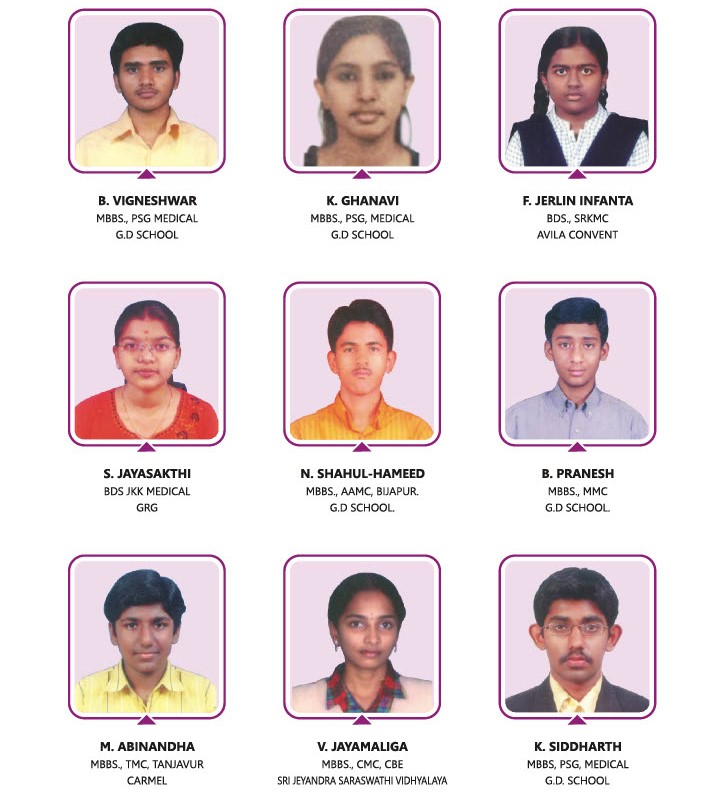 B. VIGNESHWAR
MBBS., PSG MEDICAL
G.D SCHOOL
K. GHANAVI
MBBS., PSG, MEDICAL
G.D SCHOOL
F. JERLIN INFANTA
BDS., SRKMC
AVILA CONVENT
S. JAYASAKTHI
BDS JKK MEDICAL
GRG
N. SHAHUL-HAMEED
MBBS., AAMC, BIJAPUR.
G.D SCHOOL.
B. PRANESH
MBBS., MMC
G.D SCHOOL.
M. ABINANDHA
MBBS., TMC, TANJAVUR
CARMEL
V. JAYAMALIGA
MBBS., CMC, CBE
SRI JEYANDRA SARASWATHI VIDHYALAYA
K. SIDDHARTH
MBBS, PSG, MEDICAL
G.D. SCHOOL